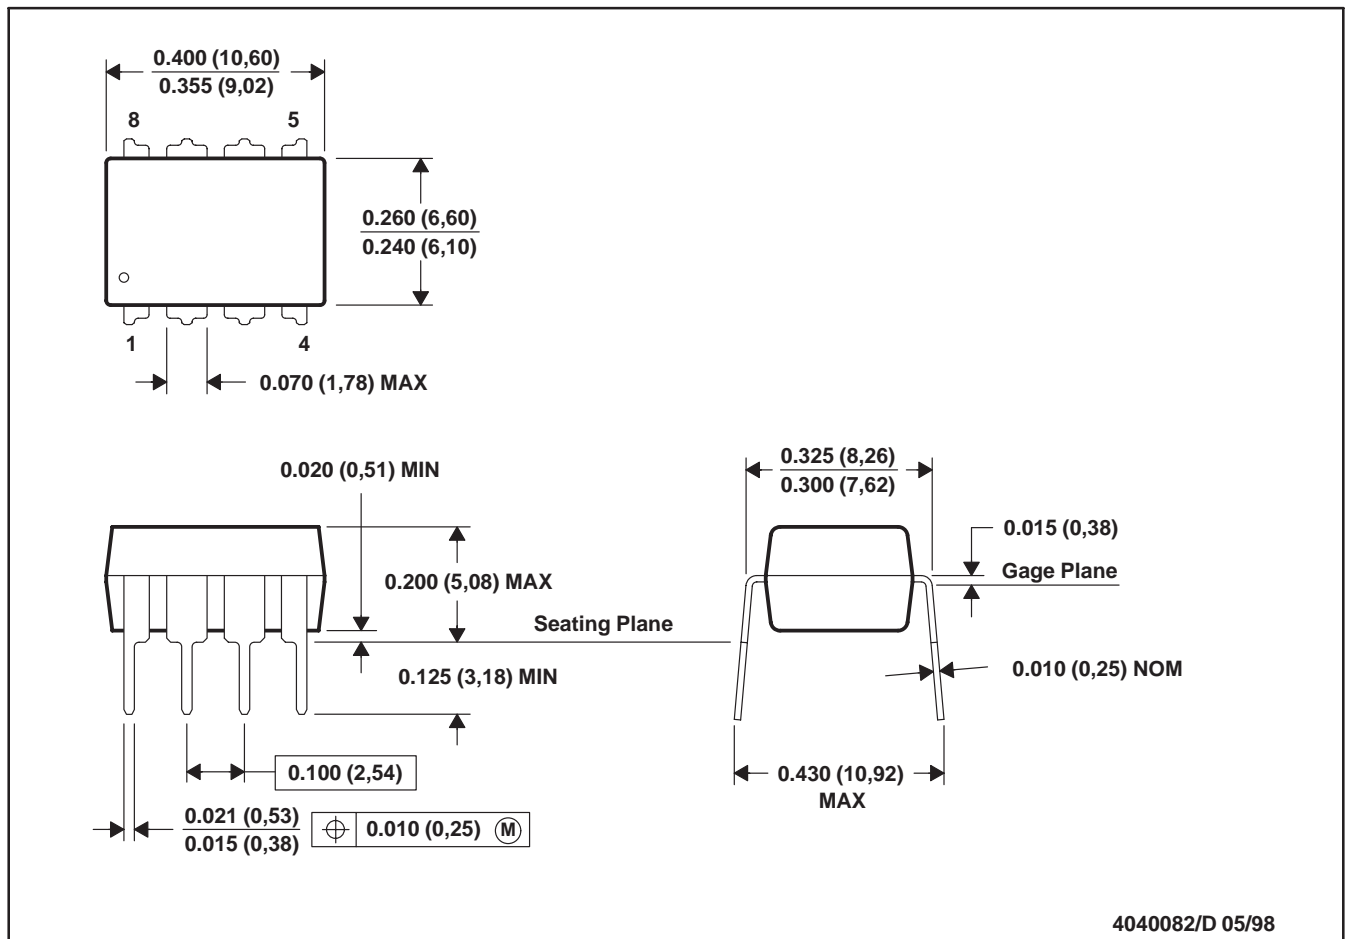 0.400 (10,60)
0.355 (9,02)
8
5
0.260 (6,60)
0.240 (6,10)
1
4
0.070 (1,78) MAX
0.020 (0,51) MIN
0.200 (5,08) MAX
Seating Plane
0.125 (3,18) MIN
0.100 (2,54)
0.021 (0,53)
0.015 (0,38)
0.010 (0,25) M
0.325 (8,26)
0.300 (7,62)
0.015 (0,38)
Gage Plane
0.010 (0,25) NOM
0.430 (10,92)
MAX
4040082/D 05/98